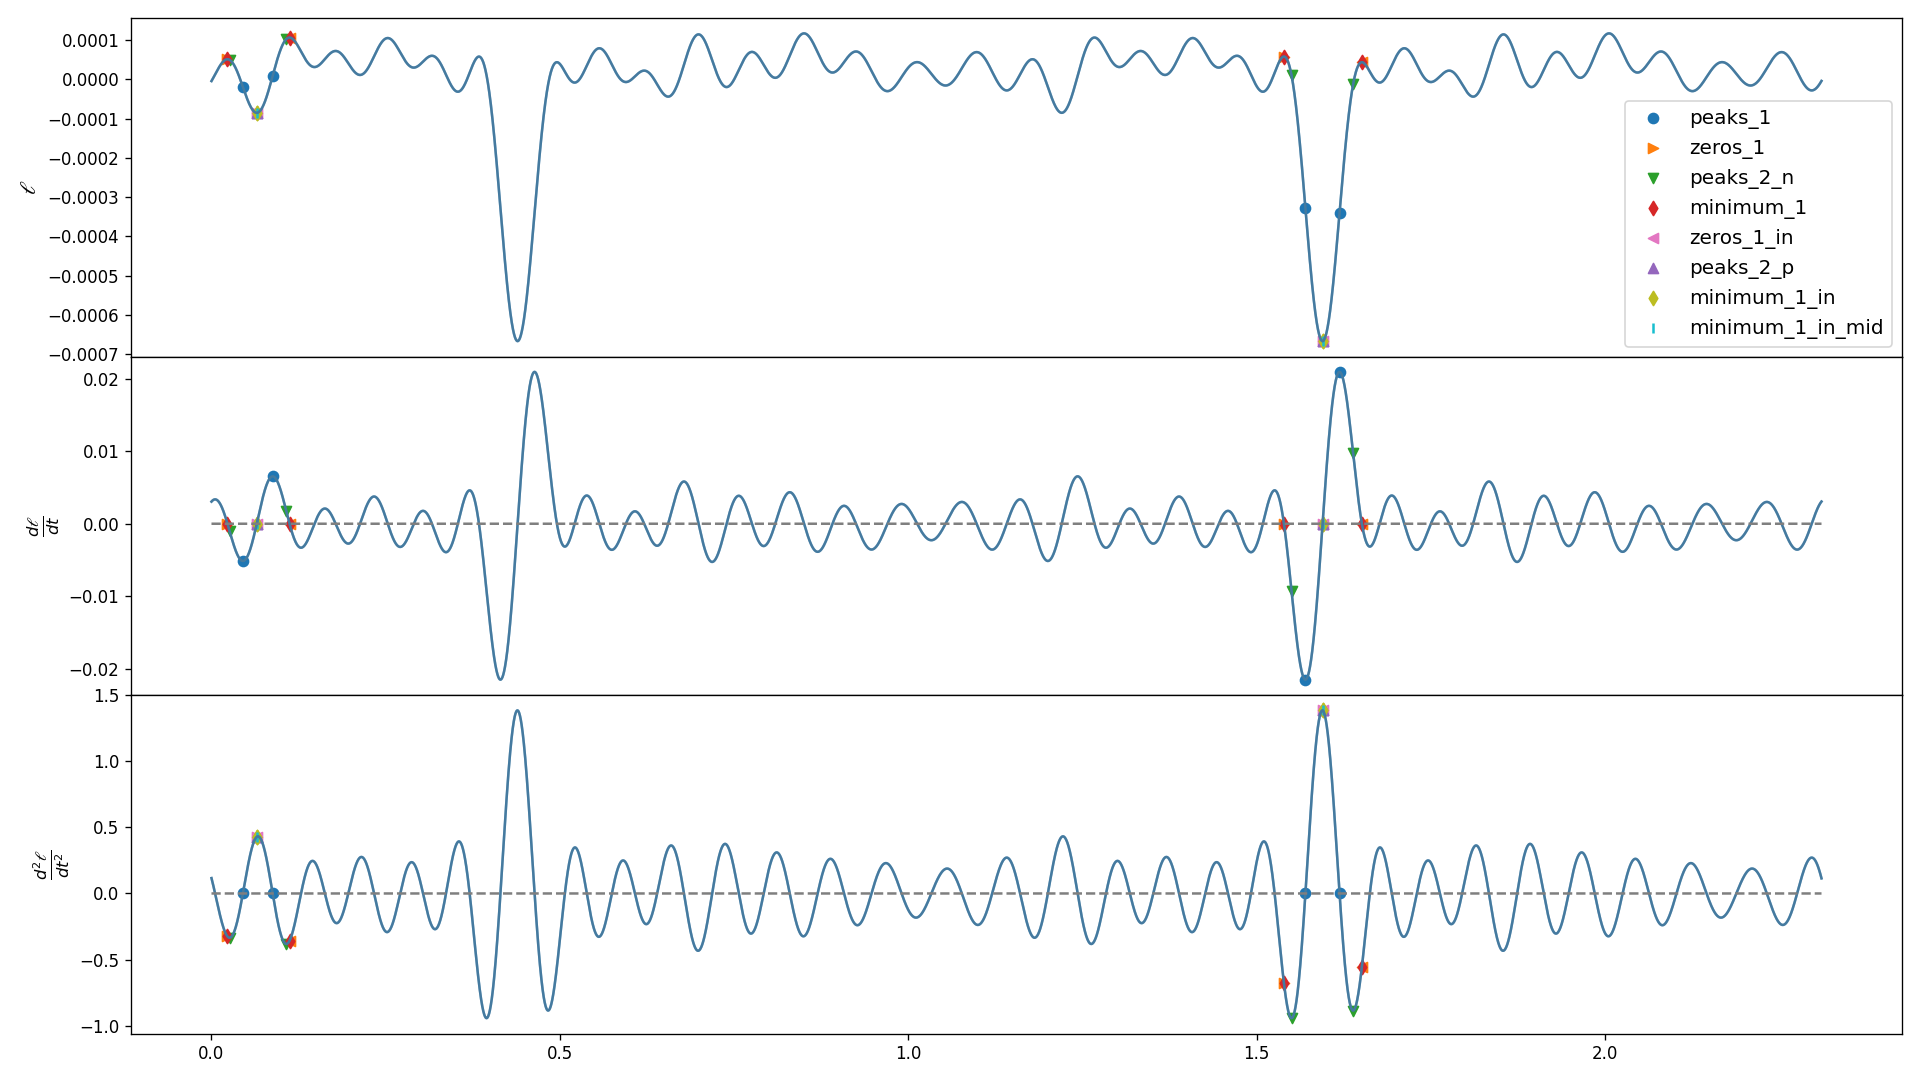 0.0001
0.0000
−0.0001
−0.0002
−0.0003
−0.0004
−0.0005
−0.0006
−0.0007
ℓ
peaks_1
zeros_1
peaks_2_n
minimum_1
zeros_1_in
peaks_2_p
minimum_1_in
minimum_1_in_mid
0.02
0.01
0.00
−0.01
−0.02
dℓ
dt
1.5
1.0
0.5
0.0
−0.5
−1.0
d²ℓ
dt²
0.0 0.5 1.0 1.5 2.0